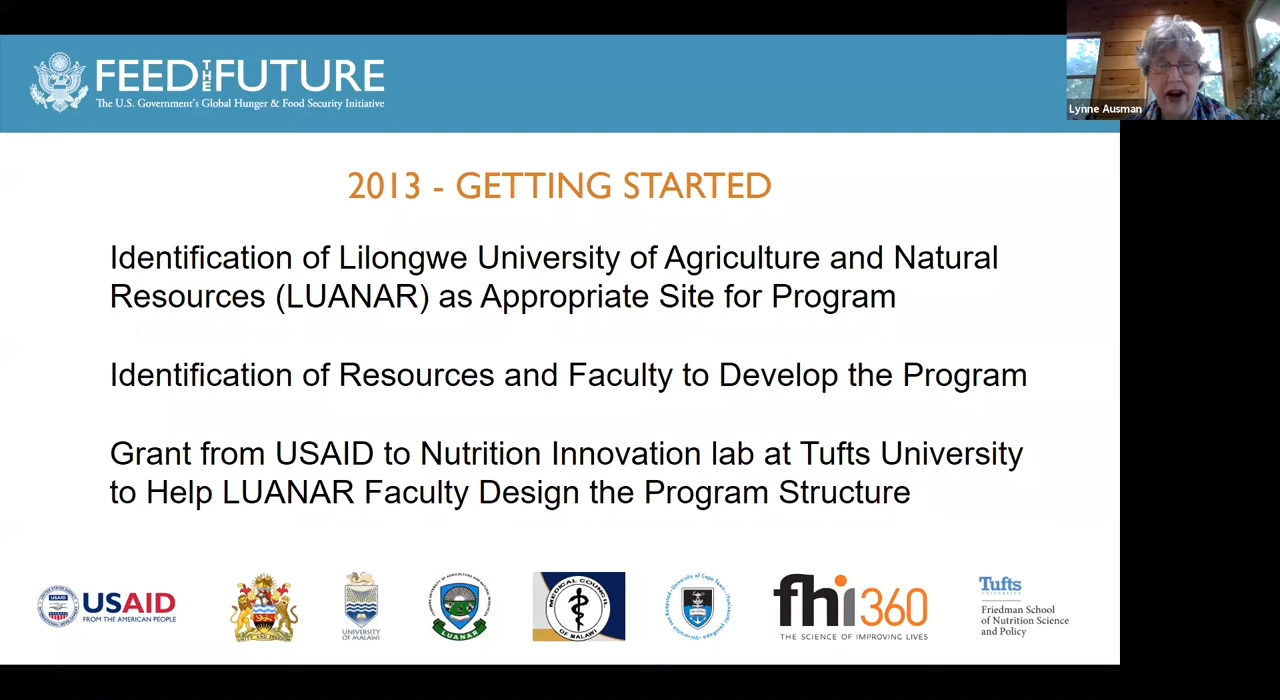 FEED THE FUTURE
The U.S. Government's Global Hunger & Food Security Initiative
Lynne Ausman
2013 - GETTING STARTED
Identification of Lilongwe University of Agriculture and Natural
Resources (LUANAR) as Appropriate Site for Program
Identification of Resources and Faculty to Develop the Program
Grant from USAID to Nutrition Innovation lab at Tufts University
to Help LUANAR Faculty Design the Program Structure
USAID
FROM THE AMERICAN PEOPLE
UNIVERSITY
OF MALAWI
LUANAR
MEDICAL COUNCIL
OF MALAWI
University of Cape Town
fhi360
THE SCIENCE OF IMPROVING LIVES
Tufts
UNIVERSITY
Friedman School
of Nutrition Science
and Policy